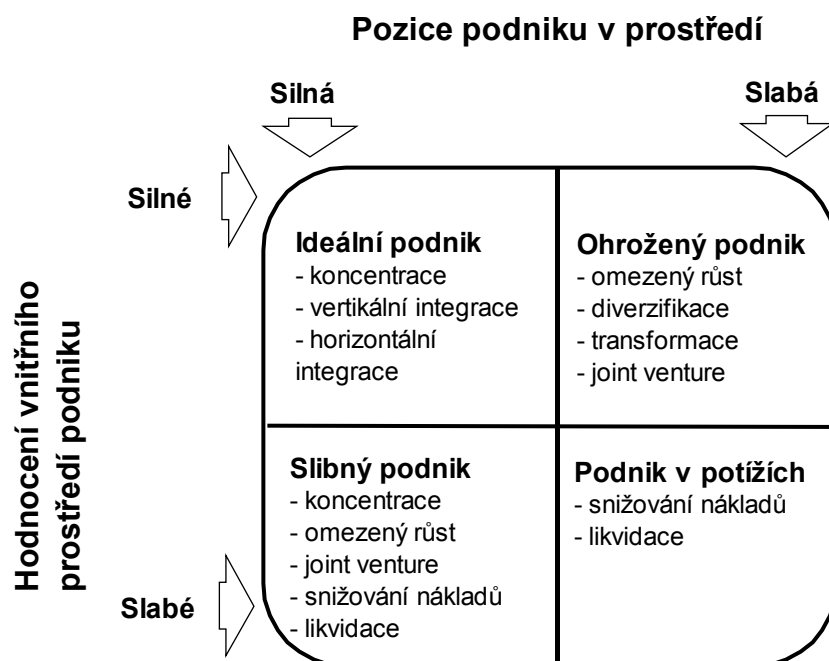 Pozice podniku v prostředí
Silná
Slabá
Silné
Ideální podnik
- koncentrace
- vertikální integrace
- horizontální
integrace
Ohrožený podnik
- omezený růst
- diverzifikace
- transformace
- joint venture
Hodnocení vnitřního
prostředí podniku
Slabé
Slibný podnik
- koncentrace
- omezený růst
- joint venture
- snižování nákladů
- likvidace
Podnik v potížích
- snižování nákladů
- likvidace